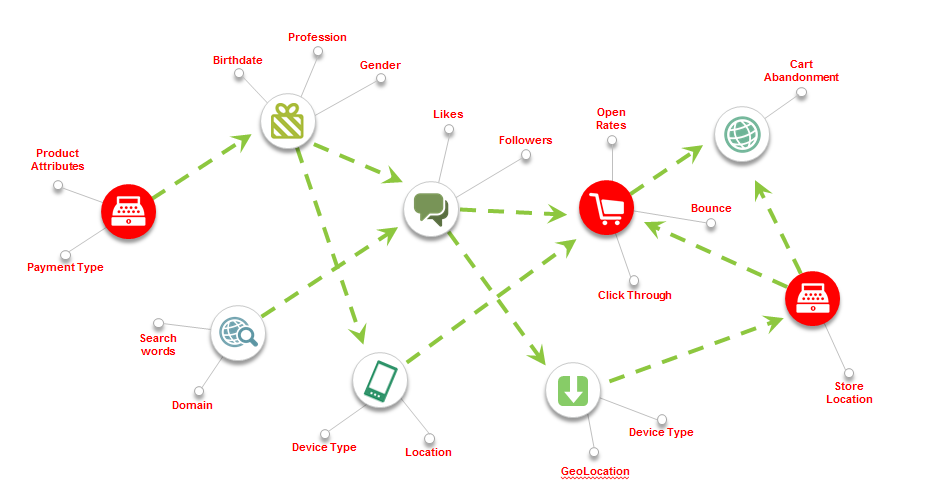 Profession
Birthdate
Gender
Cart
Abandonment
Likes
Open
Rates
Followers
Product
Attributes
Bounce
Payment Type
Click Through
Search
words
Store
Location
Domain
Device Type
Location
Device Type
GeoLocation